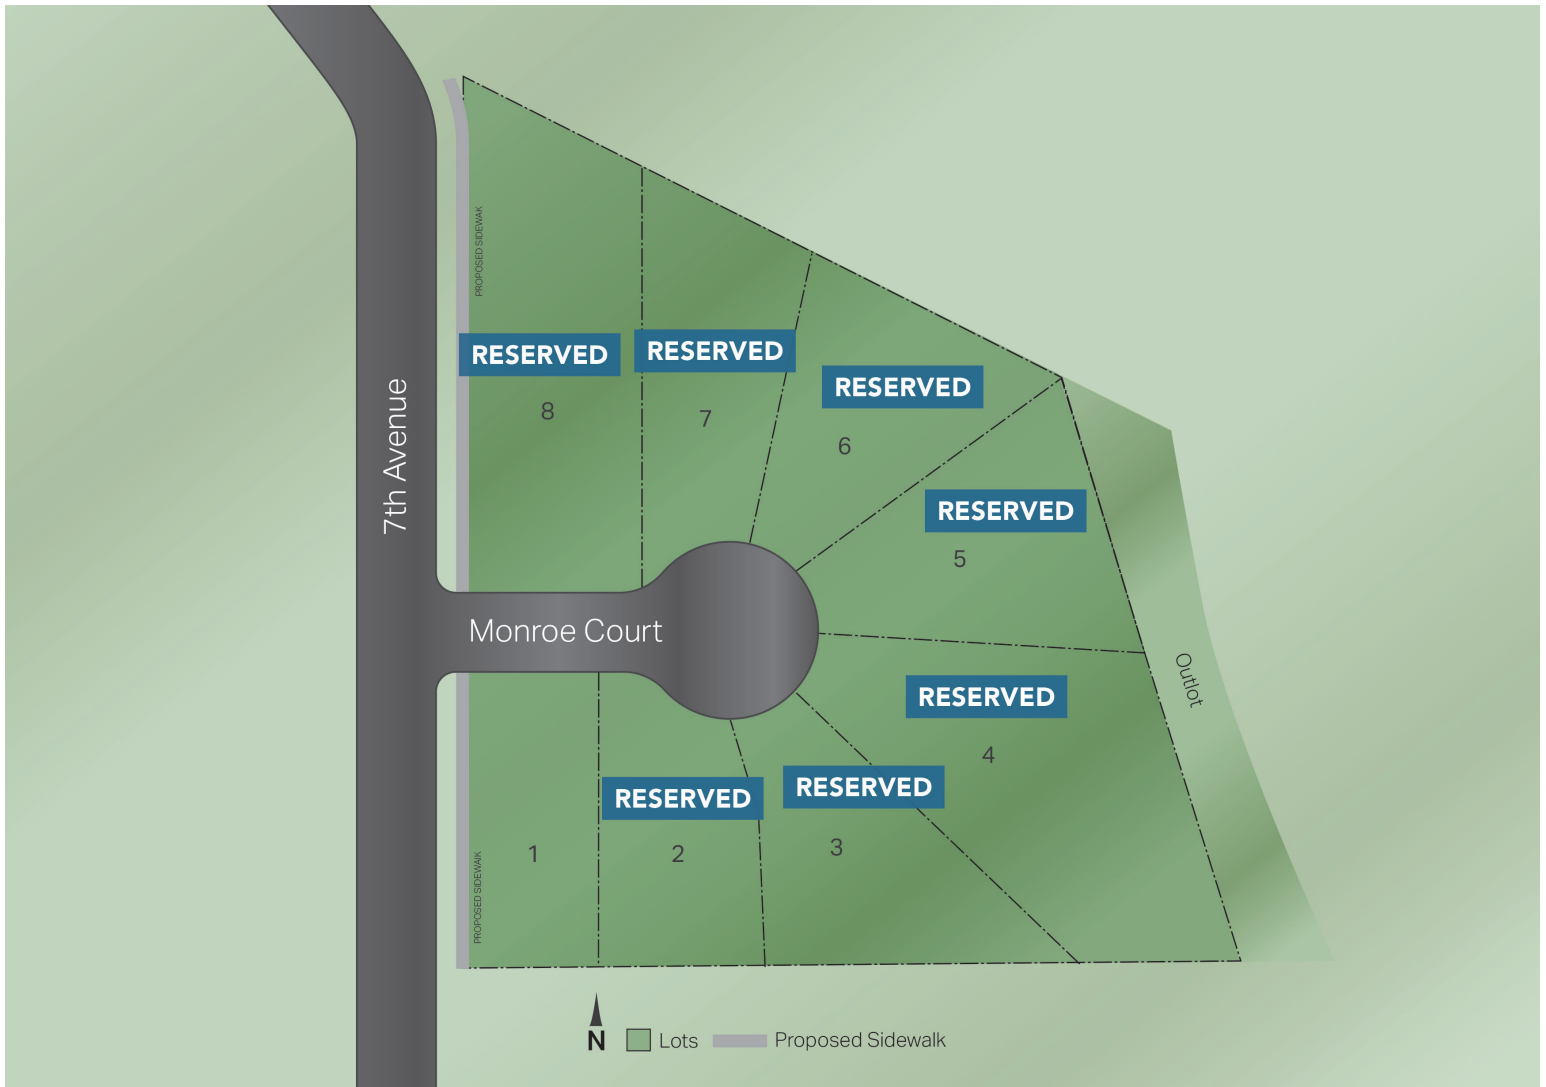 PROPOSED SIDEWAK
RESERVED
8
RESERVED
7
RESERVED
6
7th Avenue
RESERVED
5
Monroe Court
Outlot
RESERVED
4
RESERVED
3
RESERVED
2
1
PROPOSED SIDEWAlK
N
Lots
Proposed Sidewalk